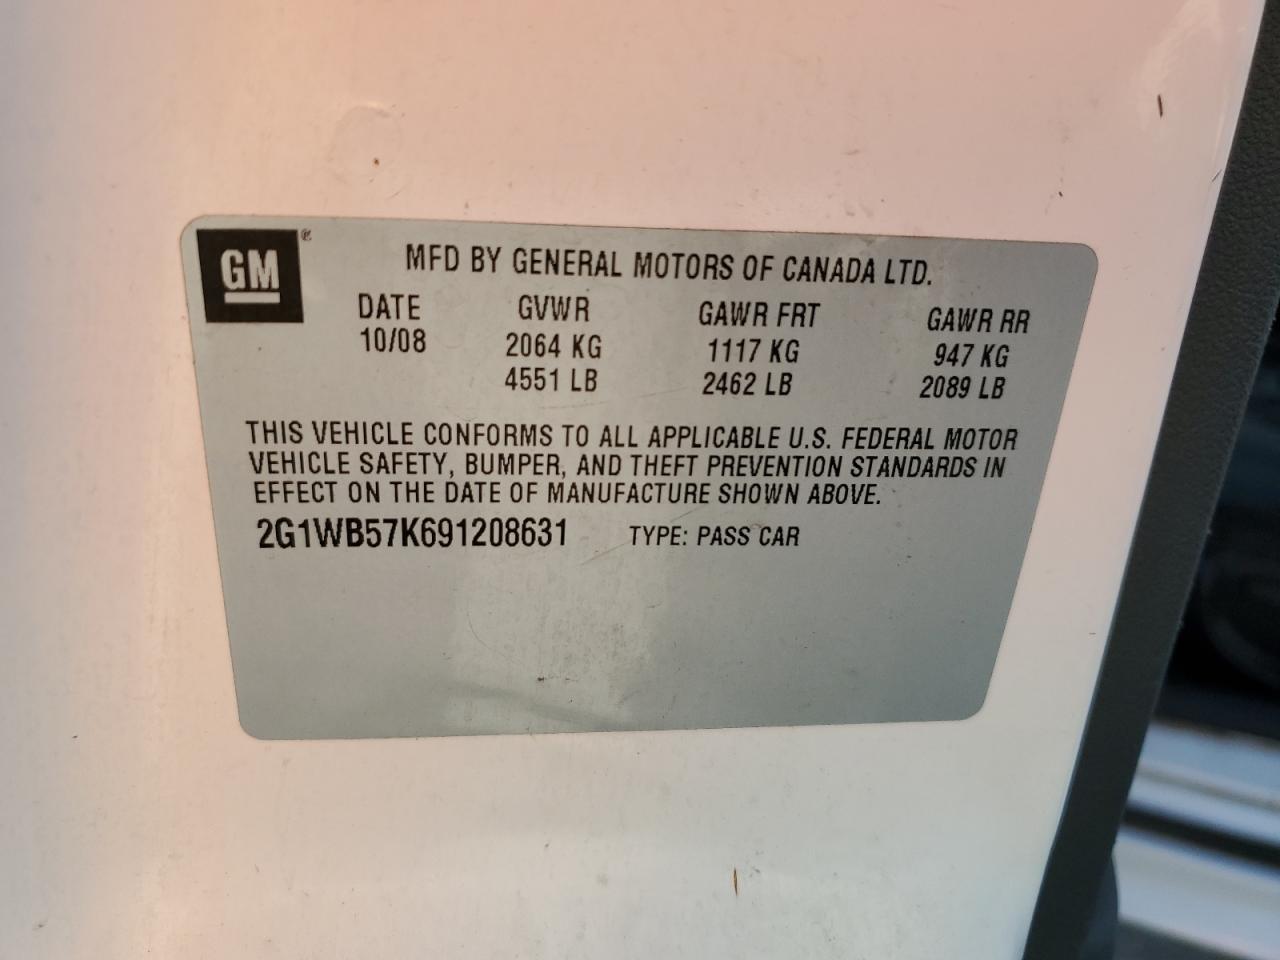 GM ®
MFD BY GENERAL MOTORS OF CANADA LTD.
DATE GVWR GAWR FRT GAWR RR
10/08 2064 KG 1117 KG 947 KG
4551 LB 2462 LB 2089 LB
THIS VEHICLE CONFORMS TO ALL APPLICABLE U.S. FEDERAL MOTOR
VEHICLE SAFETY, BUMPER, AND THEFT PREVENTION STANDARDS IN
EFFECT ON THE DATE OF MANUFACTURE SHOWN ABOVE.
2G1WB57K691208631 TYPE: PASS CAR